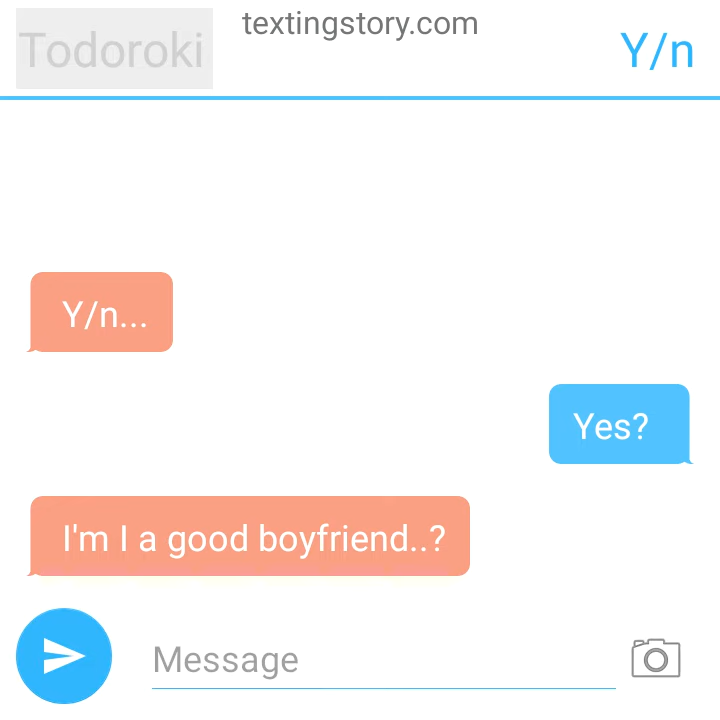 Todoroki
textingstory.com
Y/n
Y/n...
Yes?
I'm I a good boyfriend..?
Message